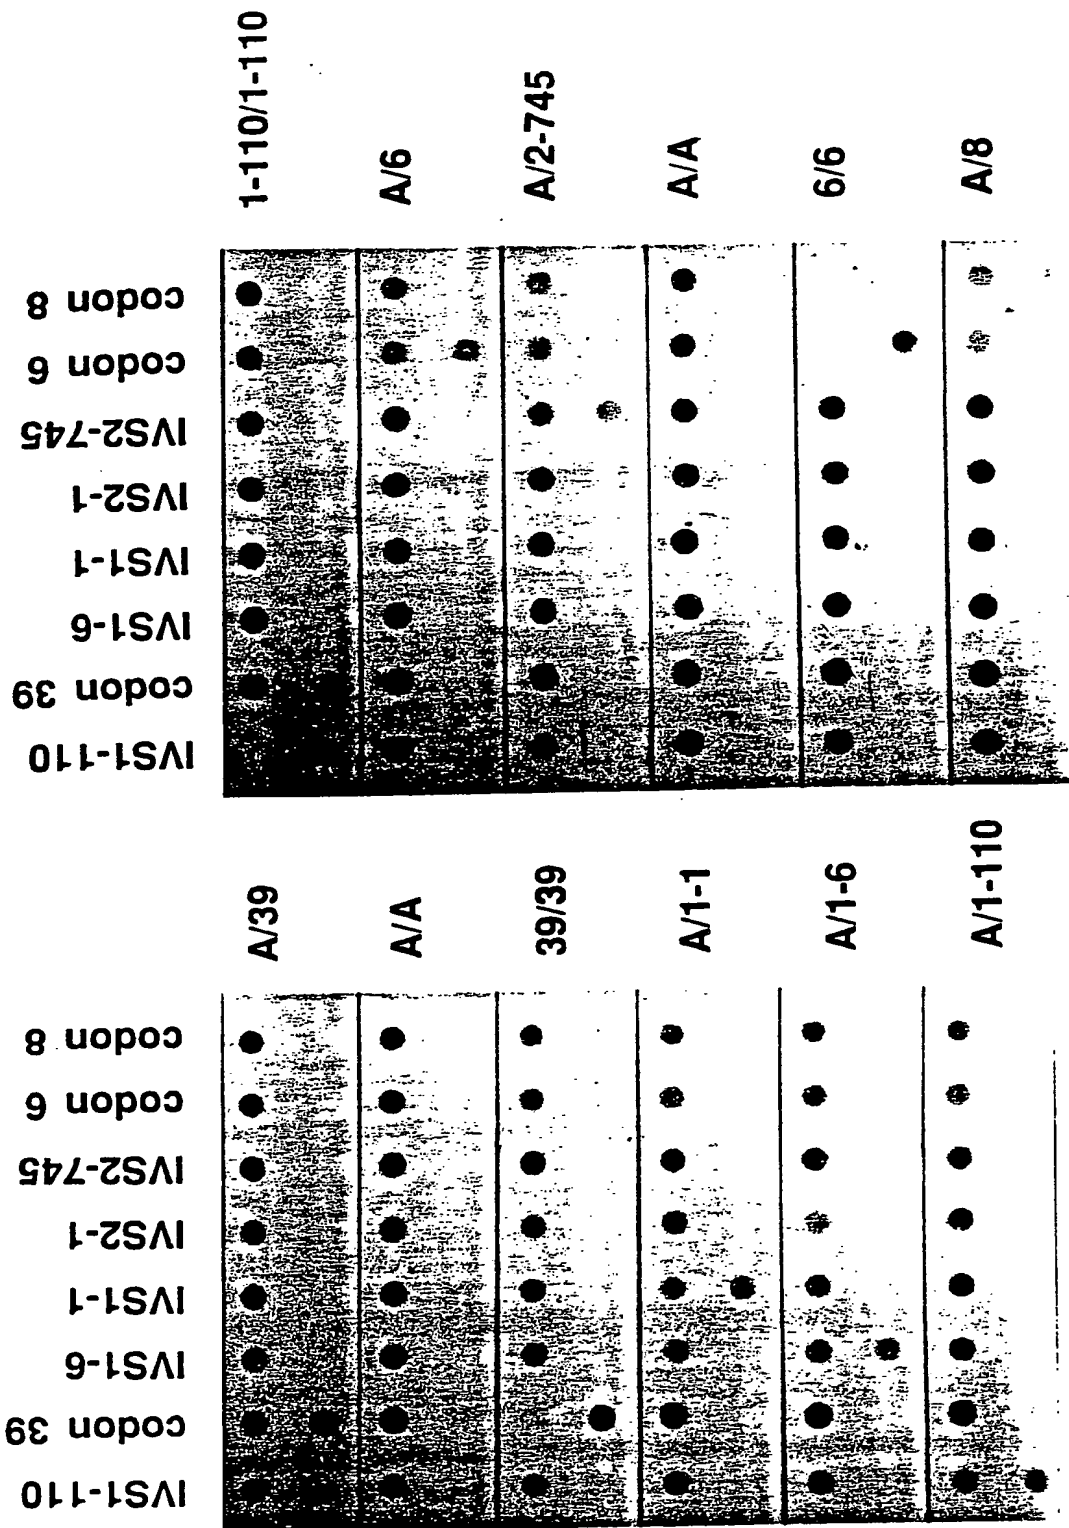 codon 8
codon 6
IVS2-745
IVS2-1
IVS1-1
IVS1-6
codon 39
IVS1-110
1-110/1-110
A/6
A/2-745
A/A
6/6
A/8
codon 8
codon 6
IVS2-745
IVS2-1
IVS1-1
IVS1-6
codon 39
IVS1-110
A/39
A/A
39/39
A/1-1
A/1-6
A/1-110